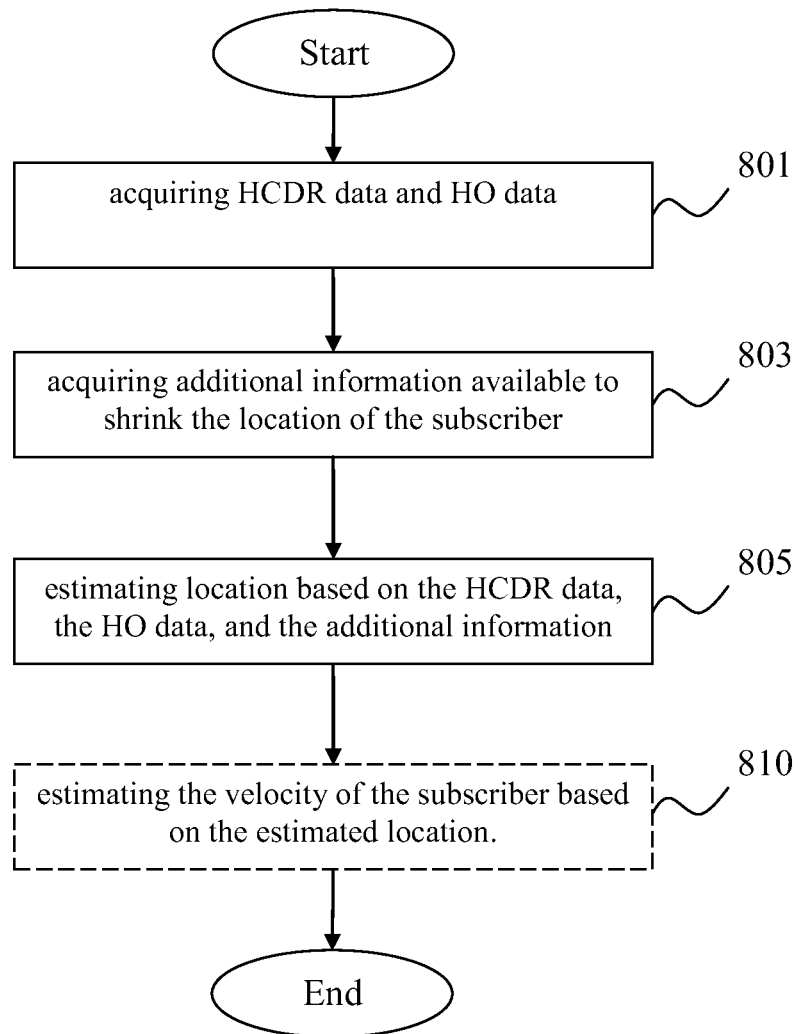 Start
801
acquiring HCDR data and HO data
803
acquiring additional information available to
shrink the location of the subscriber
805
estimating location based on the HCDR data,
the HO data, and the additional information
810
estimating the velocity of the subscriber based
on the estimated location.
End